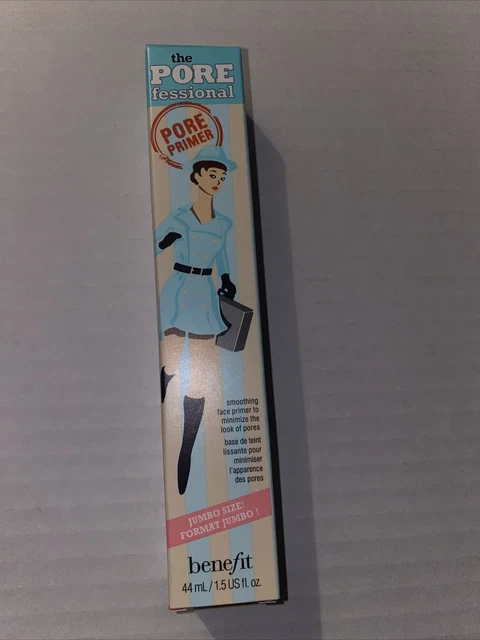 the
PORE
fessional
PORE
PRIMER
smoothing
face primer to
minimize the
look of pores
base de teint
lissante pour
minimiser
l'apparence
des pores
JUMBO SIZE!
FORMAT JUMBO !
benefit
44 mL / 1.5 US fl. oz.